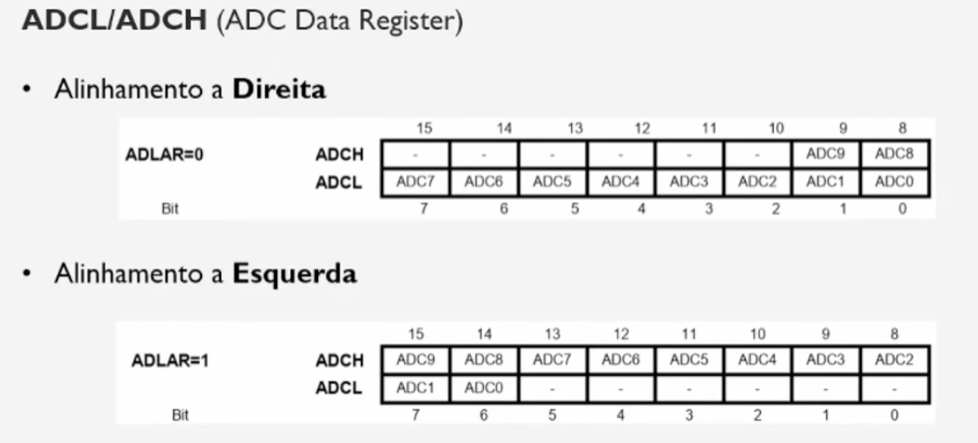 ADCL/ADCH (ADC Data Register)
• Alinhamento a Direita
15 14 13 12 11 10 9 8
ADLAR=0 ADCH - - - - - - ADC9 ADC8
ADCL ADC7 ADC6 ADC5 ADC4 ADC3 ADC2 ADC1 ADC0
Bit 7 6 5 4 3 2 1 0
• Alinhamento a Esquerda
15 14 13 12 11 10 9 8
ADLAR=1 ADCH ADC9 ADC8 ADC7 ADC6 ADC5 ADC4 ADC3 ADC2
ADCL ADC1 ADC0 - - - - - -
Bit 7 6 5 4 3 2 1 0